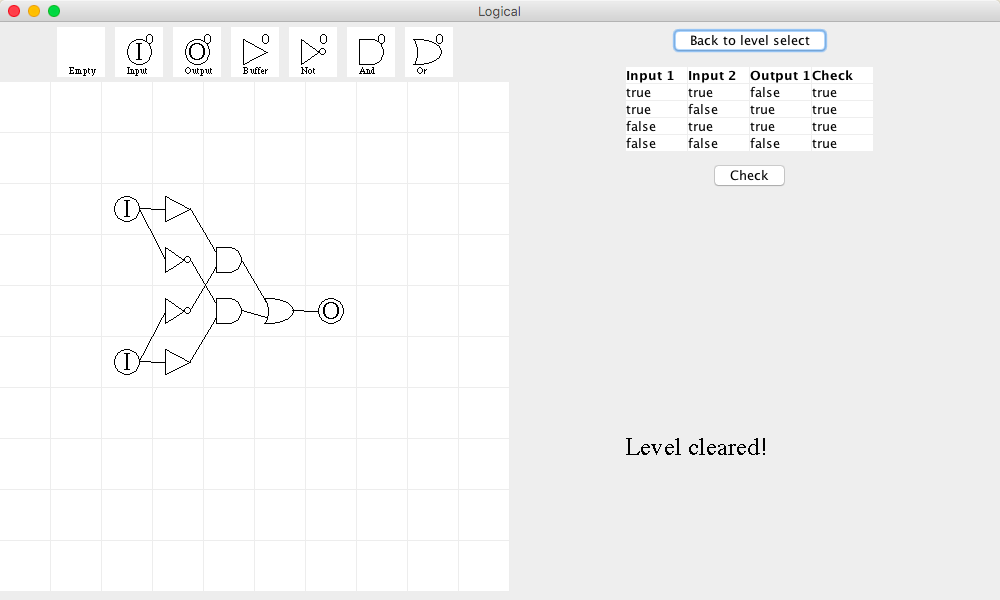 Logical
0 0 0 0 0 0
I O
Empty Input Output Buffer Not And Or
Back to level select
Input 1 Input 2 Output 1 Check
true true false true
true false true true
false true true true
false false false true
Check
I
I
O
Level cleared!